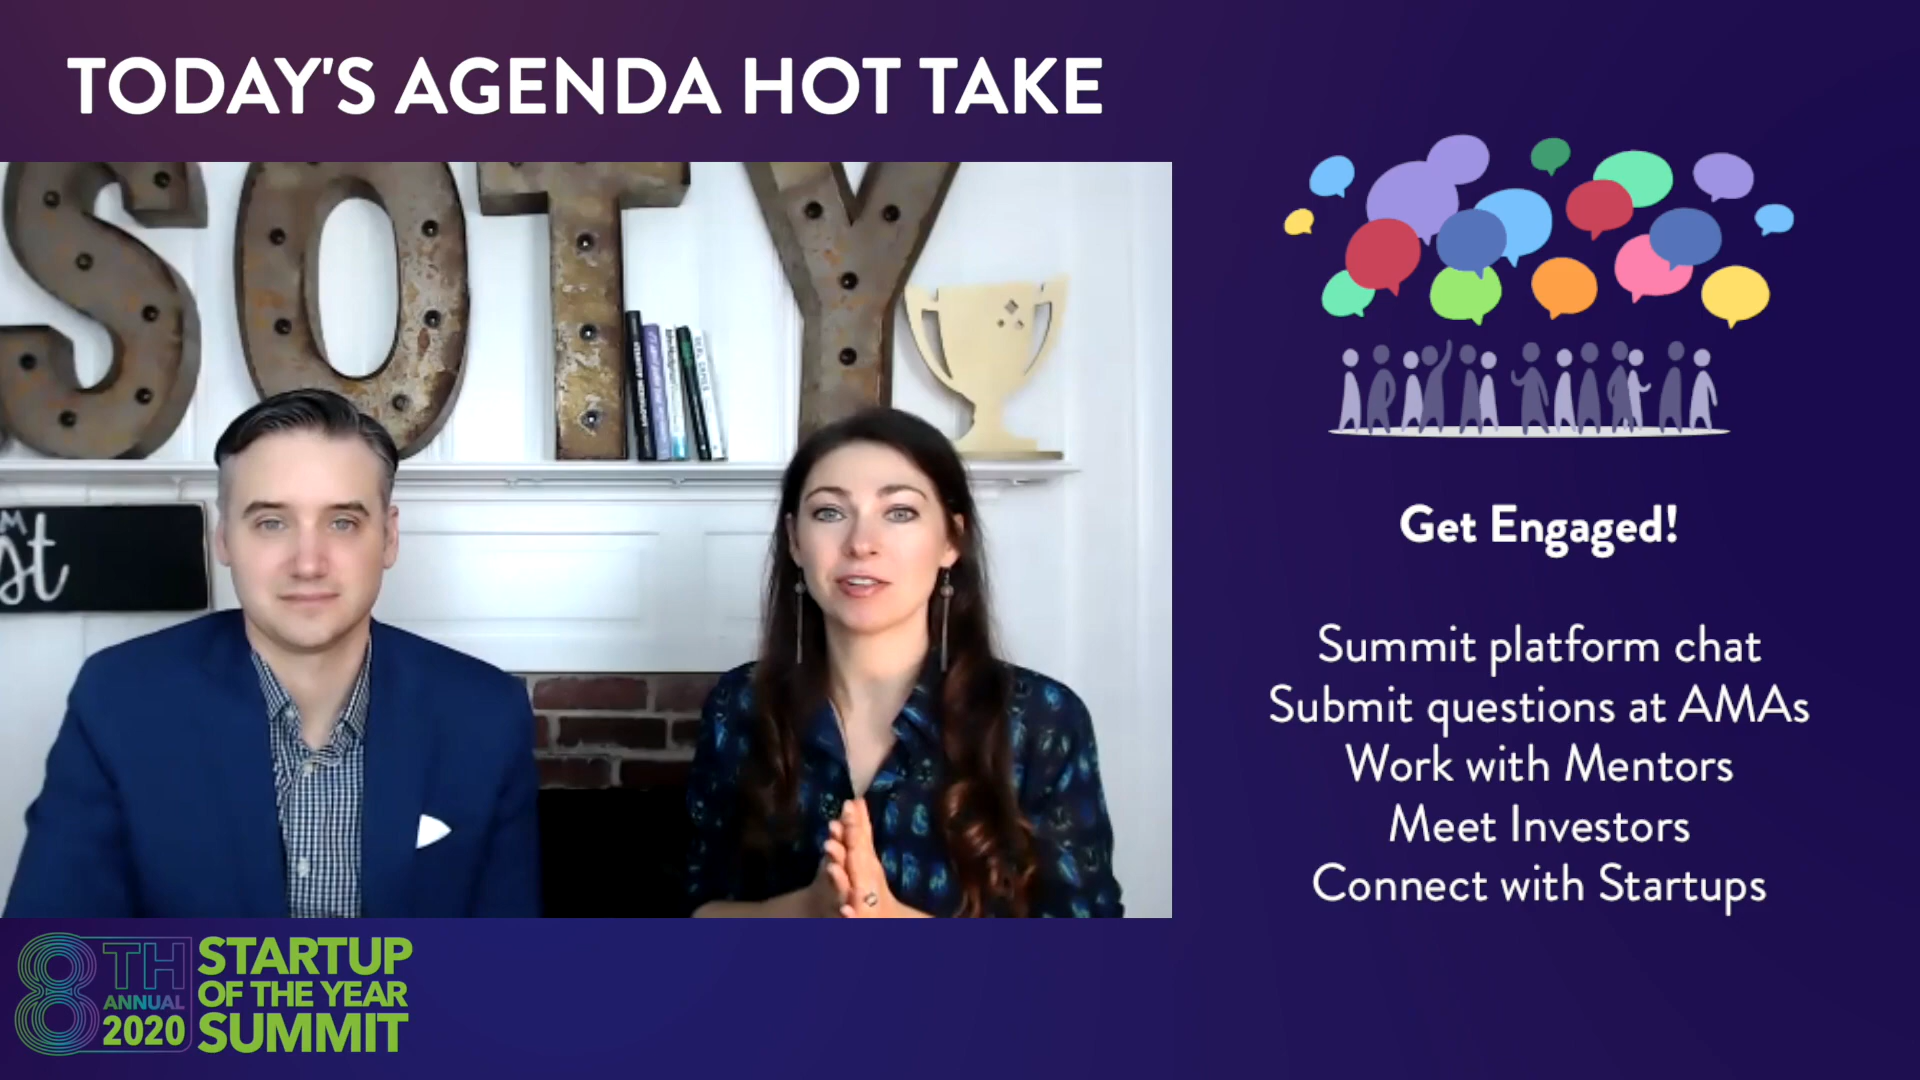 TODAY'S AGENDA HOT TAKE
SOTY
M
st
Get Engaged!
Summit platform chat
Submit questions at AMAs
Work with Mentors
Meet Investors
Connect with Startups
8TH
ANNUAL
2020
STARTUP
OF THE YEAR
SUMMIT